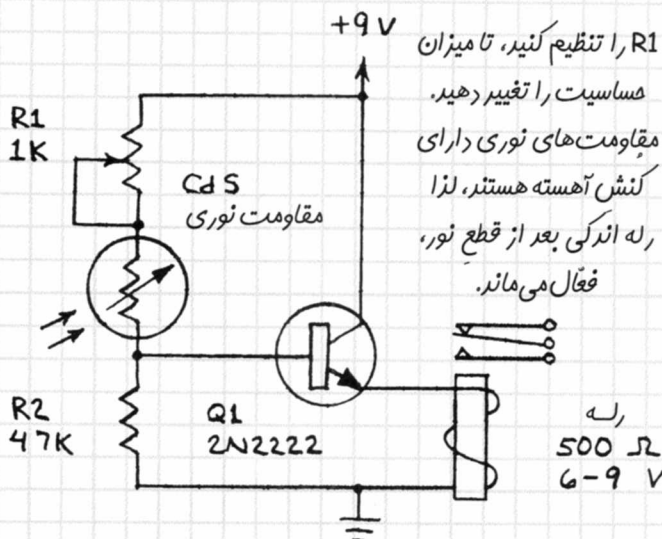 +9V
R1 را تنظیم کنید، تا میزان
حساسیت را تغییر دهید.
مقاومت‌های نوری دارای
کنش آهسته هستند، لذا
رله اندکی بعد از قطعِ نور،
فعّال می‌ماند.
R1
1K
CdS
مقاومت نوری
R2
47K
Q1
2N2222
رله
500 Ω
6-9 V